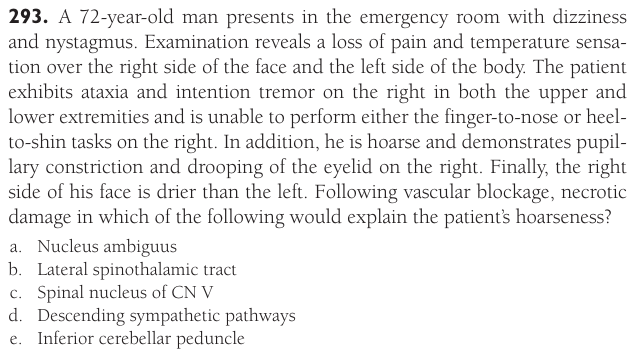 293. A 72-year-old man presents in the emergency room with dizziness
and nystagmus. Examination reveals a loss of pain and temperature sensa-
tion over the right side of the face and the left side of the body. The patient
exhibits ataxia and intention tremor on the right in both the upper and
lower extremities and is unable to perform either the finger-to-nose or heel-
to-shin tasks on the right. In addition, he is hoarse and demonstrates pupil-
lary constriction and drooping of the eyelid on the right. Finally, the right
side of his face is drier than the left. Following vascular blockage, necrotic
damage in which of the following would explain the patient's hoarseness?
a. Nucleus ambiguus
b. Lateral spinothalamic tract
c. Spinal nucleus of CN V
d. Descending sympathetic pathways
e. Inferior cerebellar peduncle